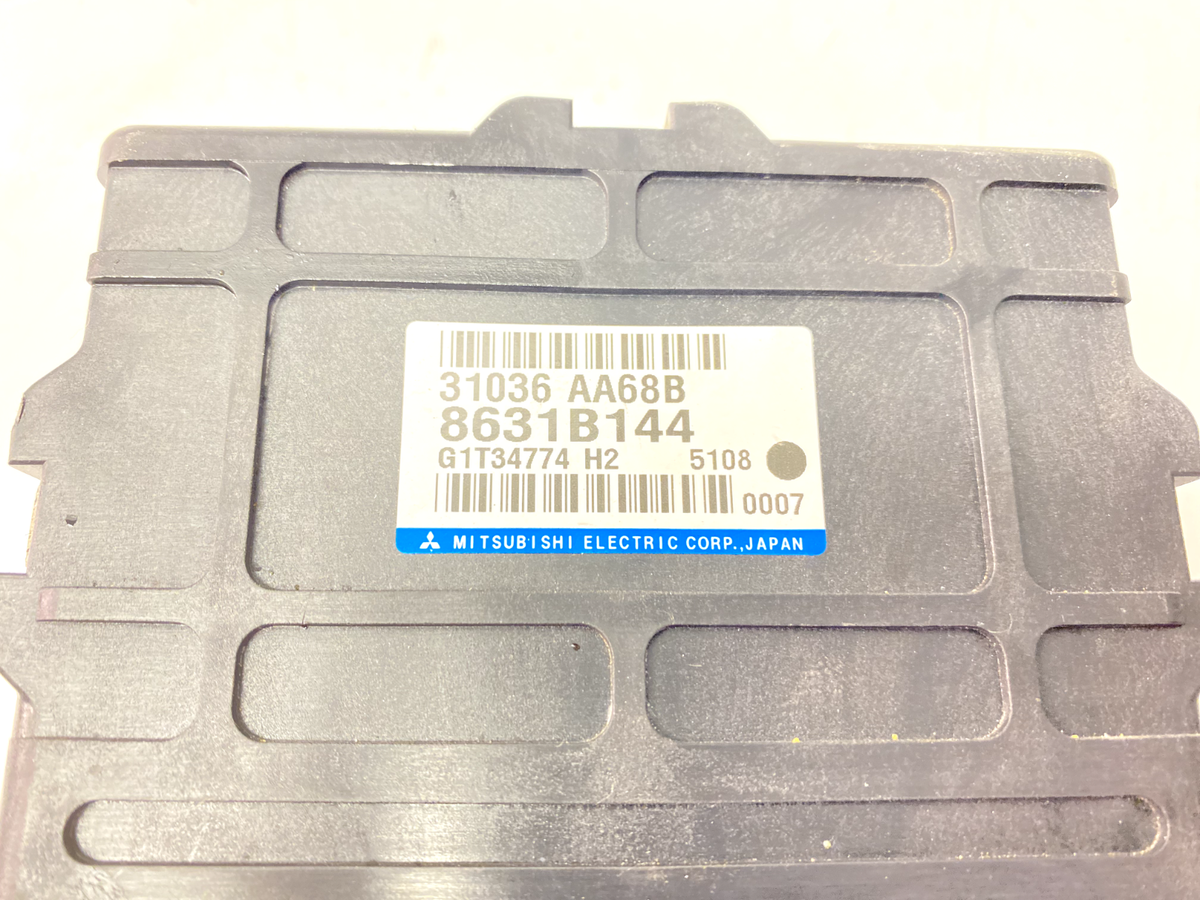 31036 AA68B
8631B144
G1T34774 H2 5108
0007
MITSUBISHI ELECTRIC CORP.,JAPAN